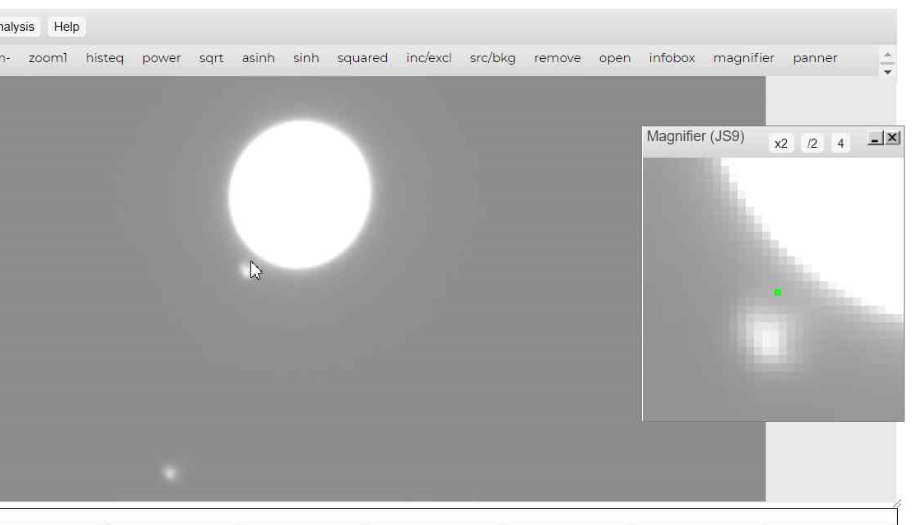 Help
zoom1 histeq power sqrt asinh sinh squared inc/excl src/bkg remove open infobox magnifier panner
Magnifier (JS9) x2 /2 4